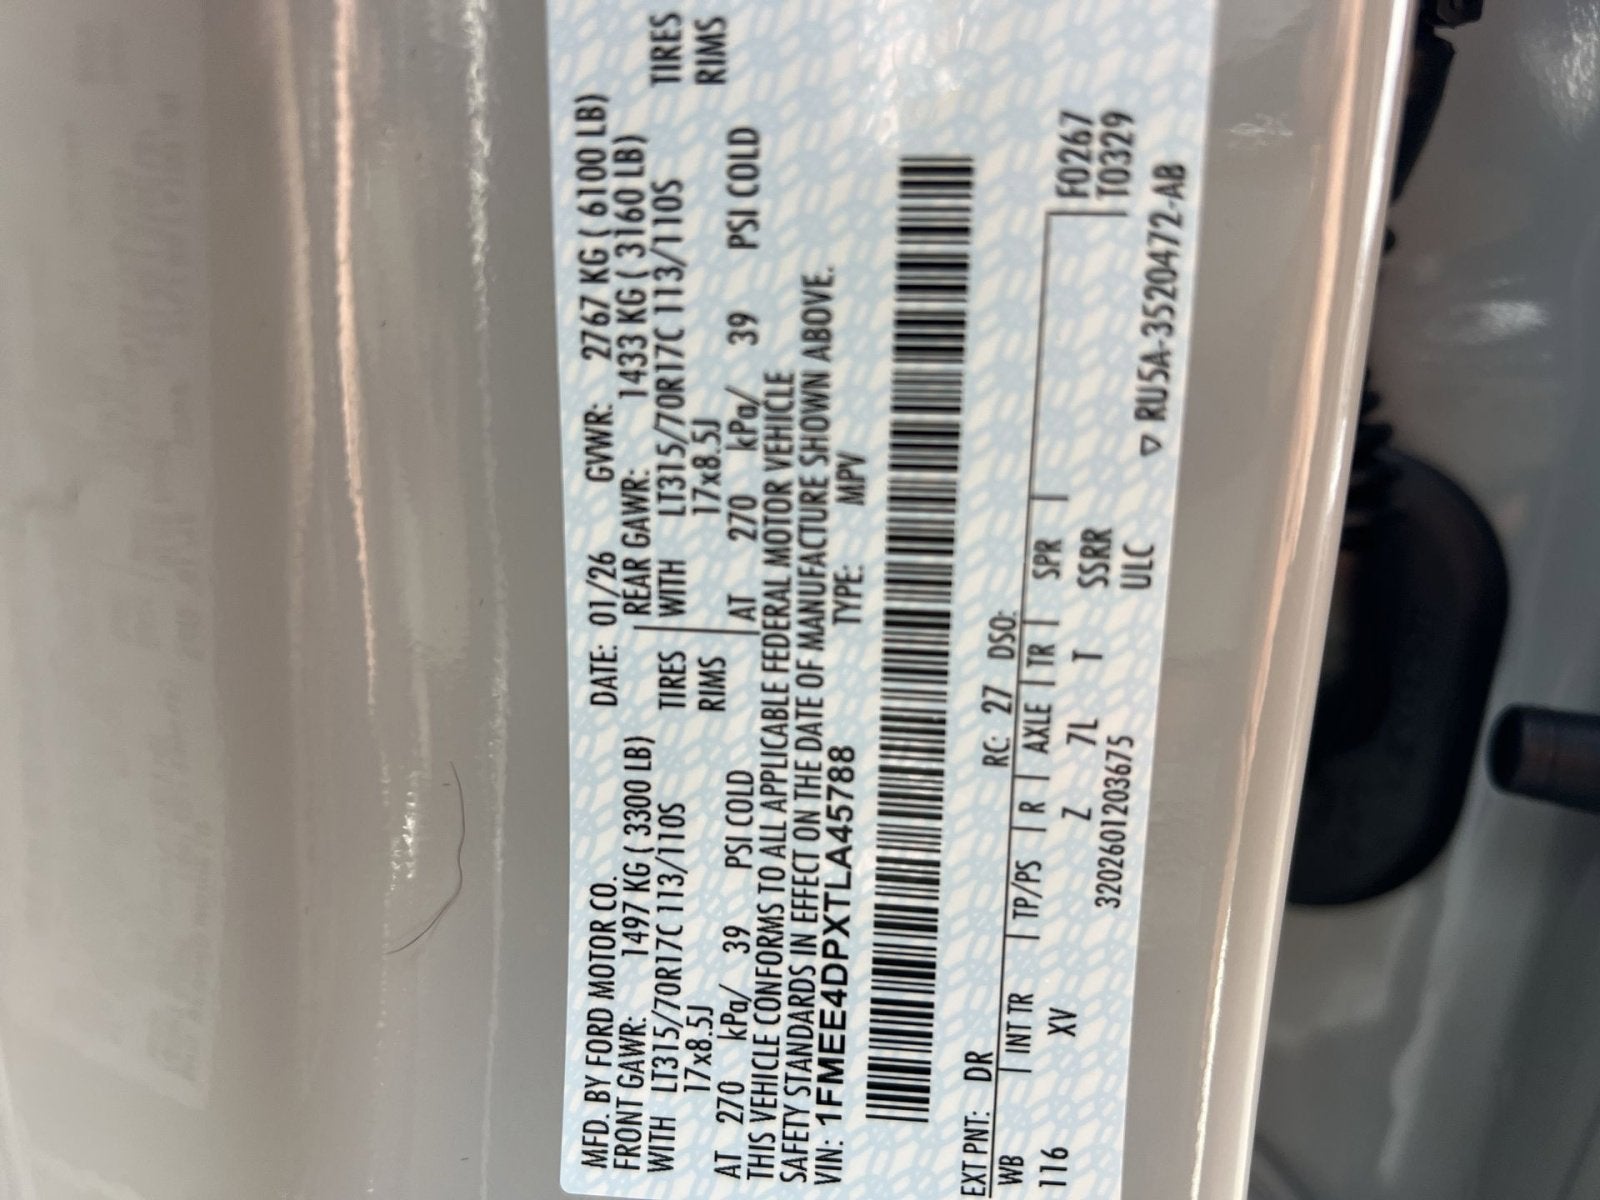 MFD. BY FORD MOTOR CO. DATE: 01/26 GVWR: 2767 KG ( 6100 LB)
FRONT GAWR: 1497 KG ( 3300 LB) REAR GAWR: 1433 KG ( 3160 LB)
WITH LT315/70R17C 113/110S TIRES WITH LT315/70R17C 113/110S TIRES
17x8.5J RIMS 17x8.5J RIMS
AT 270 kPa/ 39 PSI COLD AT 270 kPa/ 39 PSI COLD
THIS VEHICLE CONFORMS TO ALL APPLICABLE FEDERAL MOTOR VEHICLE
SAFETY STANDARDS IN EFFECT ON THE DATE OF MANUFACTURE SHOWN ABOVE.
VIN: 1FMEE4DPXTLA45788 TYPE: MPV
EXT PNT: DR RC: 27 DSO:
WB INT TR TP/PS R AXLE TR SPR F0267
116 XV Z 7L T SSRR T0329
3202601203675 ULC ▽ RU5A-3520472-AB